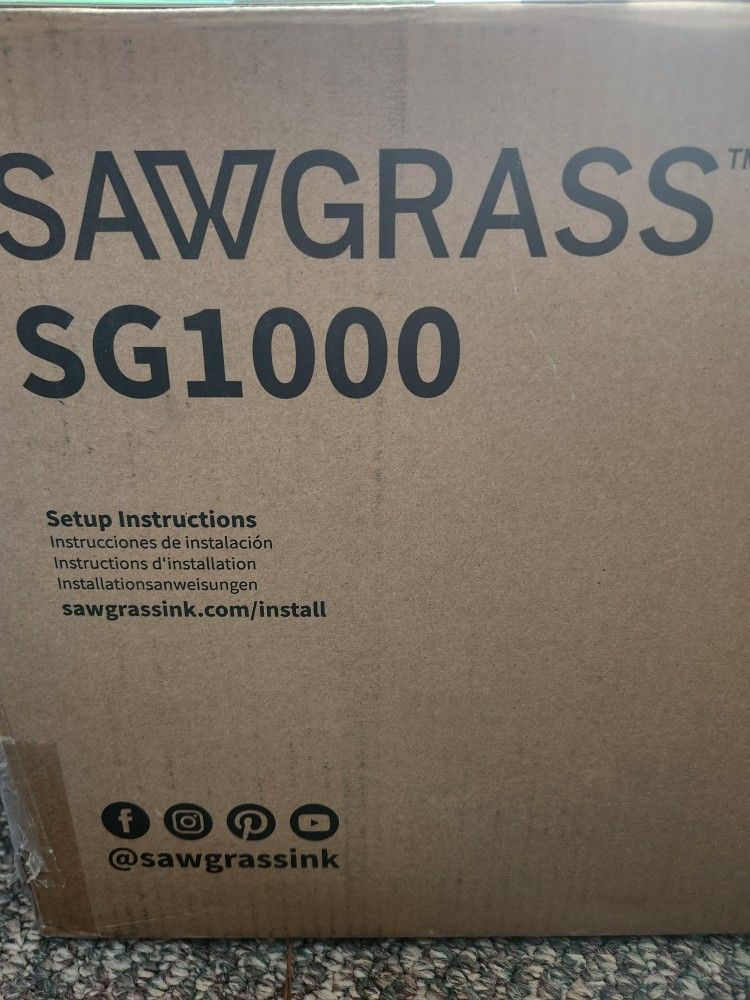 SAWGRASS™
SG1000
Setup Instructions
Instrucciones de instalación
Instructions d'installation
Installationsanweisungen
sawgrassink.com/install
@sawgrassink